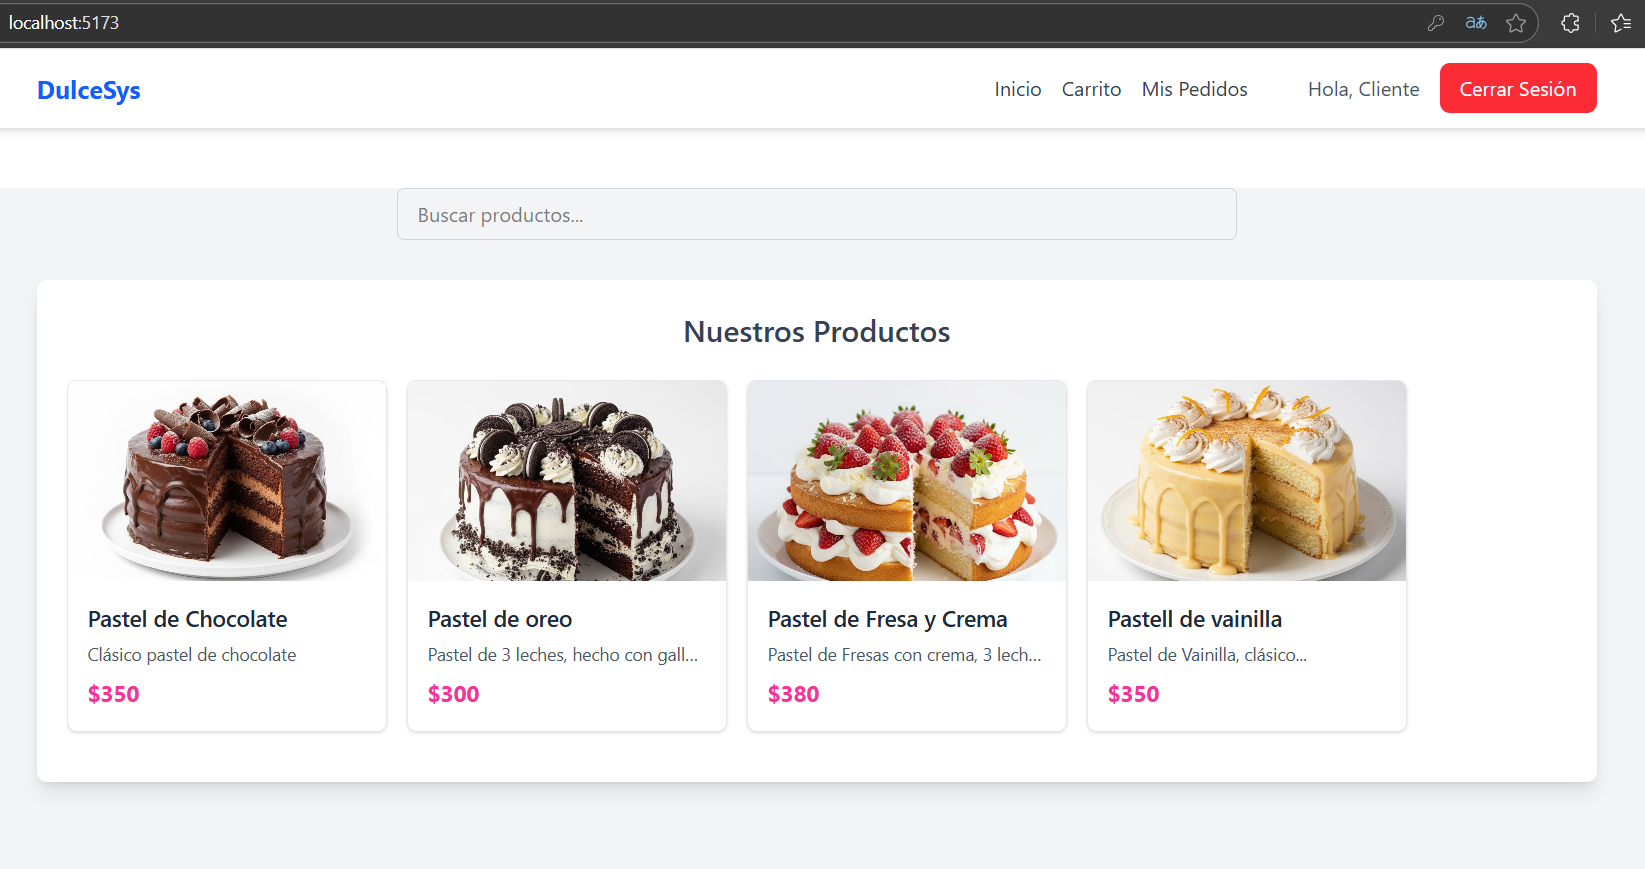 localhost:5173
DulceSys
Inicio Carrito Mis Pedidos Hola, Cliente Cerrar Sesión
Buscar productos...
Nuestros Productos
Pastel de Chocolate
Clásico pastel de chocolate
$350
Pastel de oreo
Pastel de 3 leches, hecho con gall...
$300
Pastel de Fresa y Crema
Pastel de Fresas con crema, 3 lech...
$380
Pastell de vainilla
Pastel de Vainilla, clásico...
$350